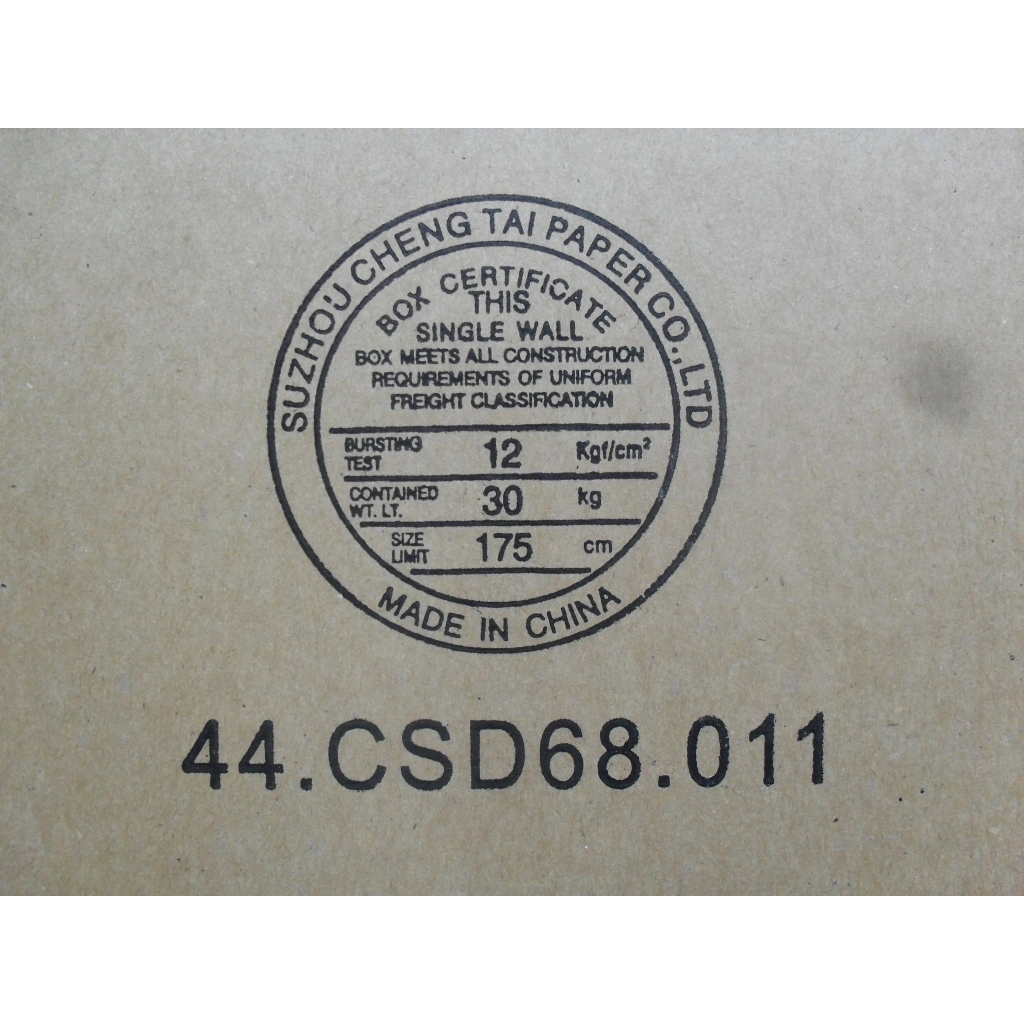 SUZHOU CHENG TAI PAPER CO.,LTD
BOX CERTIFICATE
THIS
SINGLE WALL
BOX MEETS ALL CONSTRUCTION
REQUIREMENTS OF UNIFORM
FREIGHT CLASSIFICATION
BURSTING TEST 12 Kgf/cm²
CONTAINED WT. LT. 30 kg
SIZE LIMIT 175 cm
MADE IN CHINA
44.CSD68.011